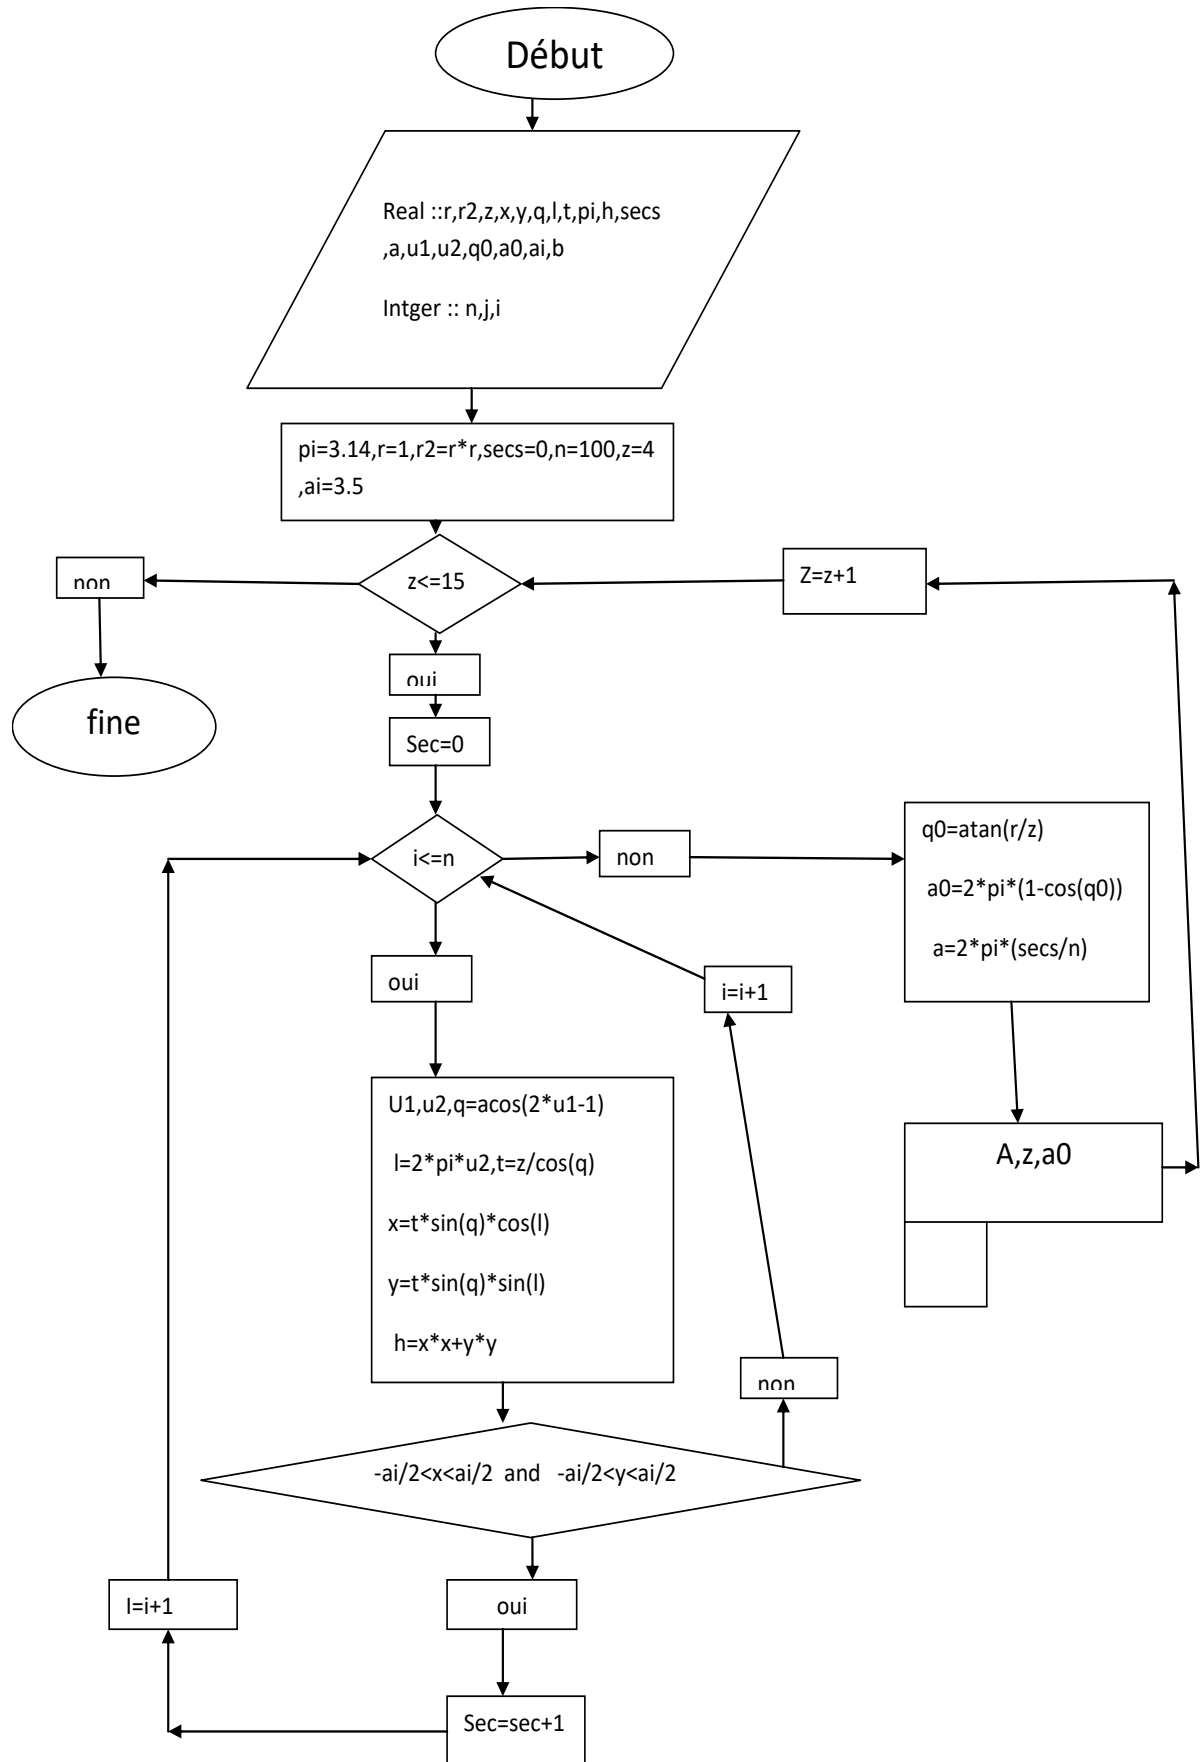 Début
Real ::r,r2,z,x,y,q,l,t,pi,h,secs
,a,u1,u2,q0,a0,ai,b
Intger :: n,j,i
pi=3.14,r=1,r2=r*r,secs=0,n=100,z=4
,ai=3.5
non
z<=15
Z=z+1
oui
fine
Sec=0
i<=n
non
q0=atan(r/z)
a0=2*pi*(1-cos(q0))
a=2*pi*(secs/n)
oui
i=i+1
U1,u2,q=acos(2*u1-1)
l=2*pi*u2,t=z/cos(q)
x=t*sin(q)*cos(l)
y=t*sin(q)*sin(l)
h=x*x+y*y
A,z,a0
non
-ai/2<x<ai/2 and -ai/2<y<ai/2
oui
I=i+1
Sec=sec+1